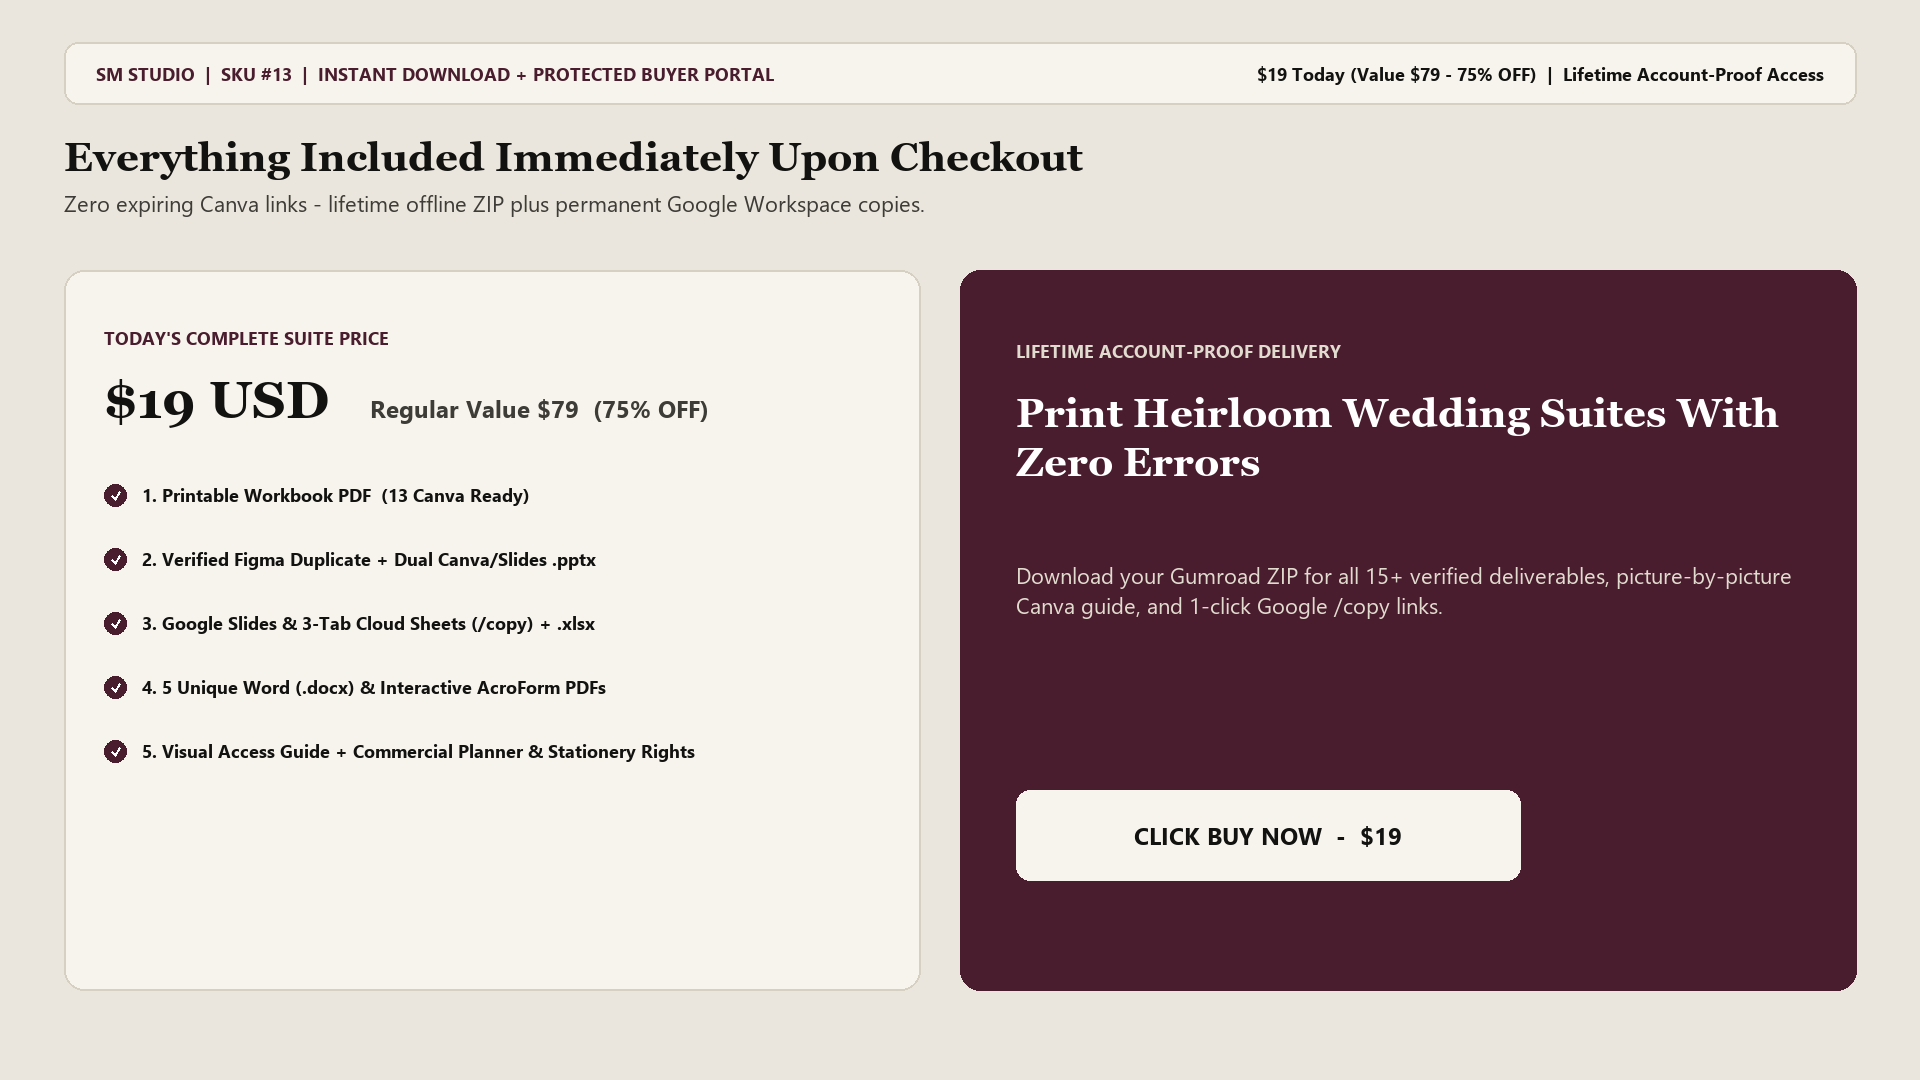 SM STUDIO | SKU #13 | INSTANT DOWNLOAD + PROTECTED BUYER PORTAL
$19 Today (Value $79 - 75% OFF) | Lifetime Account-Proof Access
Everything Included Immediately Upon Checkout
Zero expiring Canva links - lifetime offline ZIP plus permanent Google Workspace copies.
TODAY'S COMPLETE SUITE PRICE
$19 USD Regular Value $79 (75% OFF)
1. Printable Workbook PDF (13 Canva Ready)
2. Verified Figma Duplicate + Dual Canva/Slides .pptx
3. Google Slides & 3-Tab Cloud Sheets (/copy) + .xlsx
4. 5 Unique Word (.docx) & Interactive AcroForm PDFs
5. Visual Access Guide + Commercial Planner & Stationery Rights
LIFETIME ACCOUNT-PROOF DELIVERY
Print Heirloom Wedding Suites With
Zero Errors
Download your Gumroad ZIP for all 15+ verified deliverables, picture-by-picture
Canva guide, and 1-click Google /copy links.
CLICK BUY NOW - $19